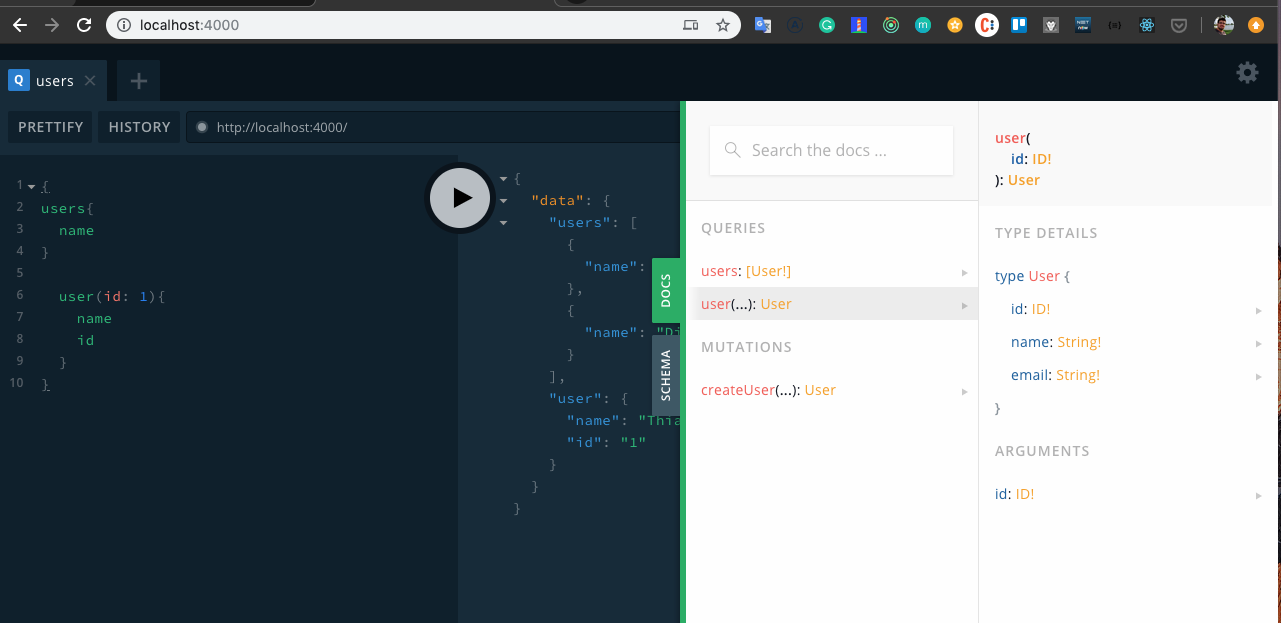 localhost:4000
Q users
PRETTIFY
HISTORY
http://localhost:4000/
1 {
2 users{
3 name
4 }
5
6 user(id: 1){
7 name
8 id
9 }
10 }
{
"data": {
"users": [
{
"name":
},
{
"name": "Di
}
],
"user": {
"name": "Thia
"id": "1"
}
}
}
DOCS
SCHEMA
Search the docs ...
QUERIES
users: [User!]
user(...): User
MUTATIONS
createUser(...): User
user(
id: ID!
): User
TYPE DETAILS
type User {
id: ID!
name: String!
email: String!
}
ARGUMENTS
id: ID!